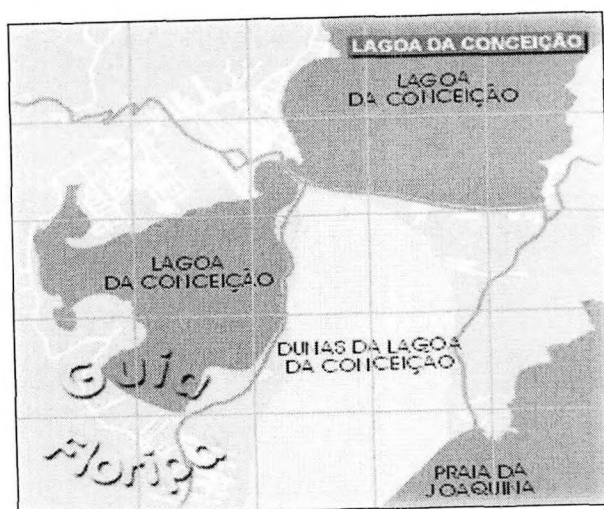 LAGOA DA CONCEIÇÃO
LAGOA
DA CONCEIÇÃO
LAGOA
DA CONCEIÇÃO
DUNAS DA LAGOA
DA CONCEIÇÃO
Guia
Floripa
PRAIA DA
JOAQUINA